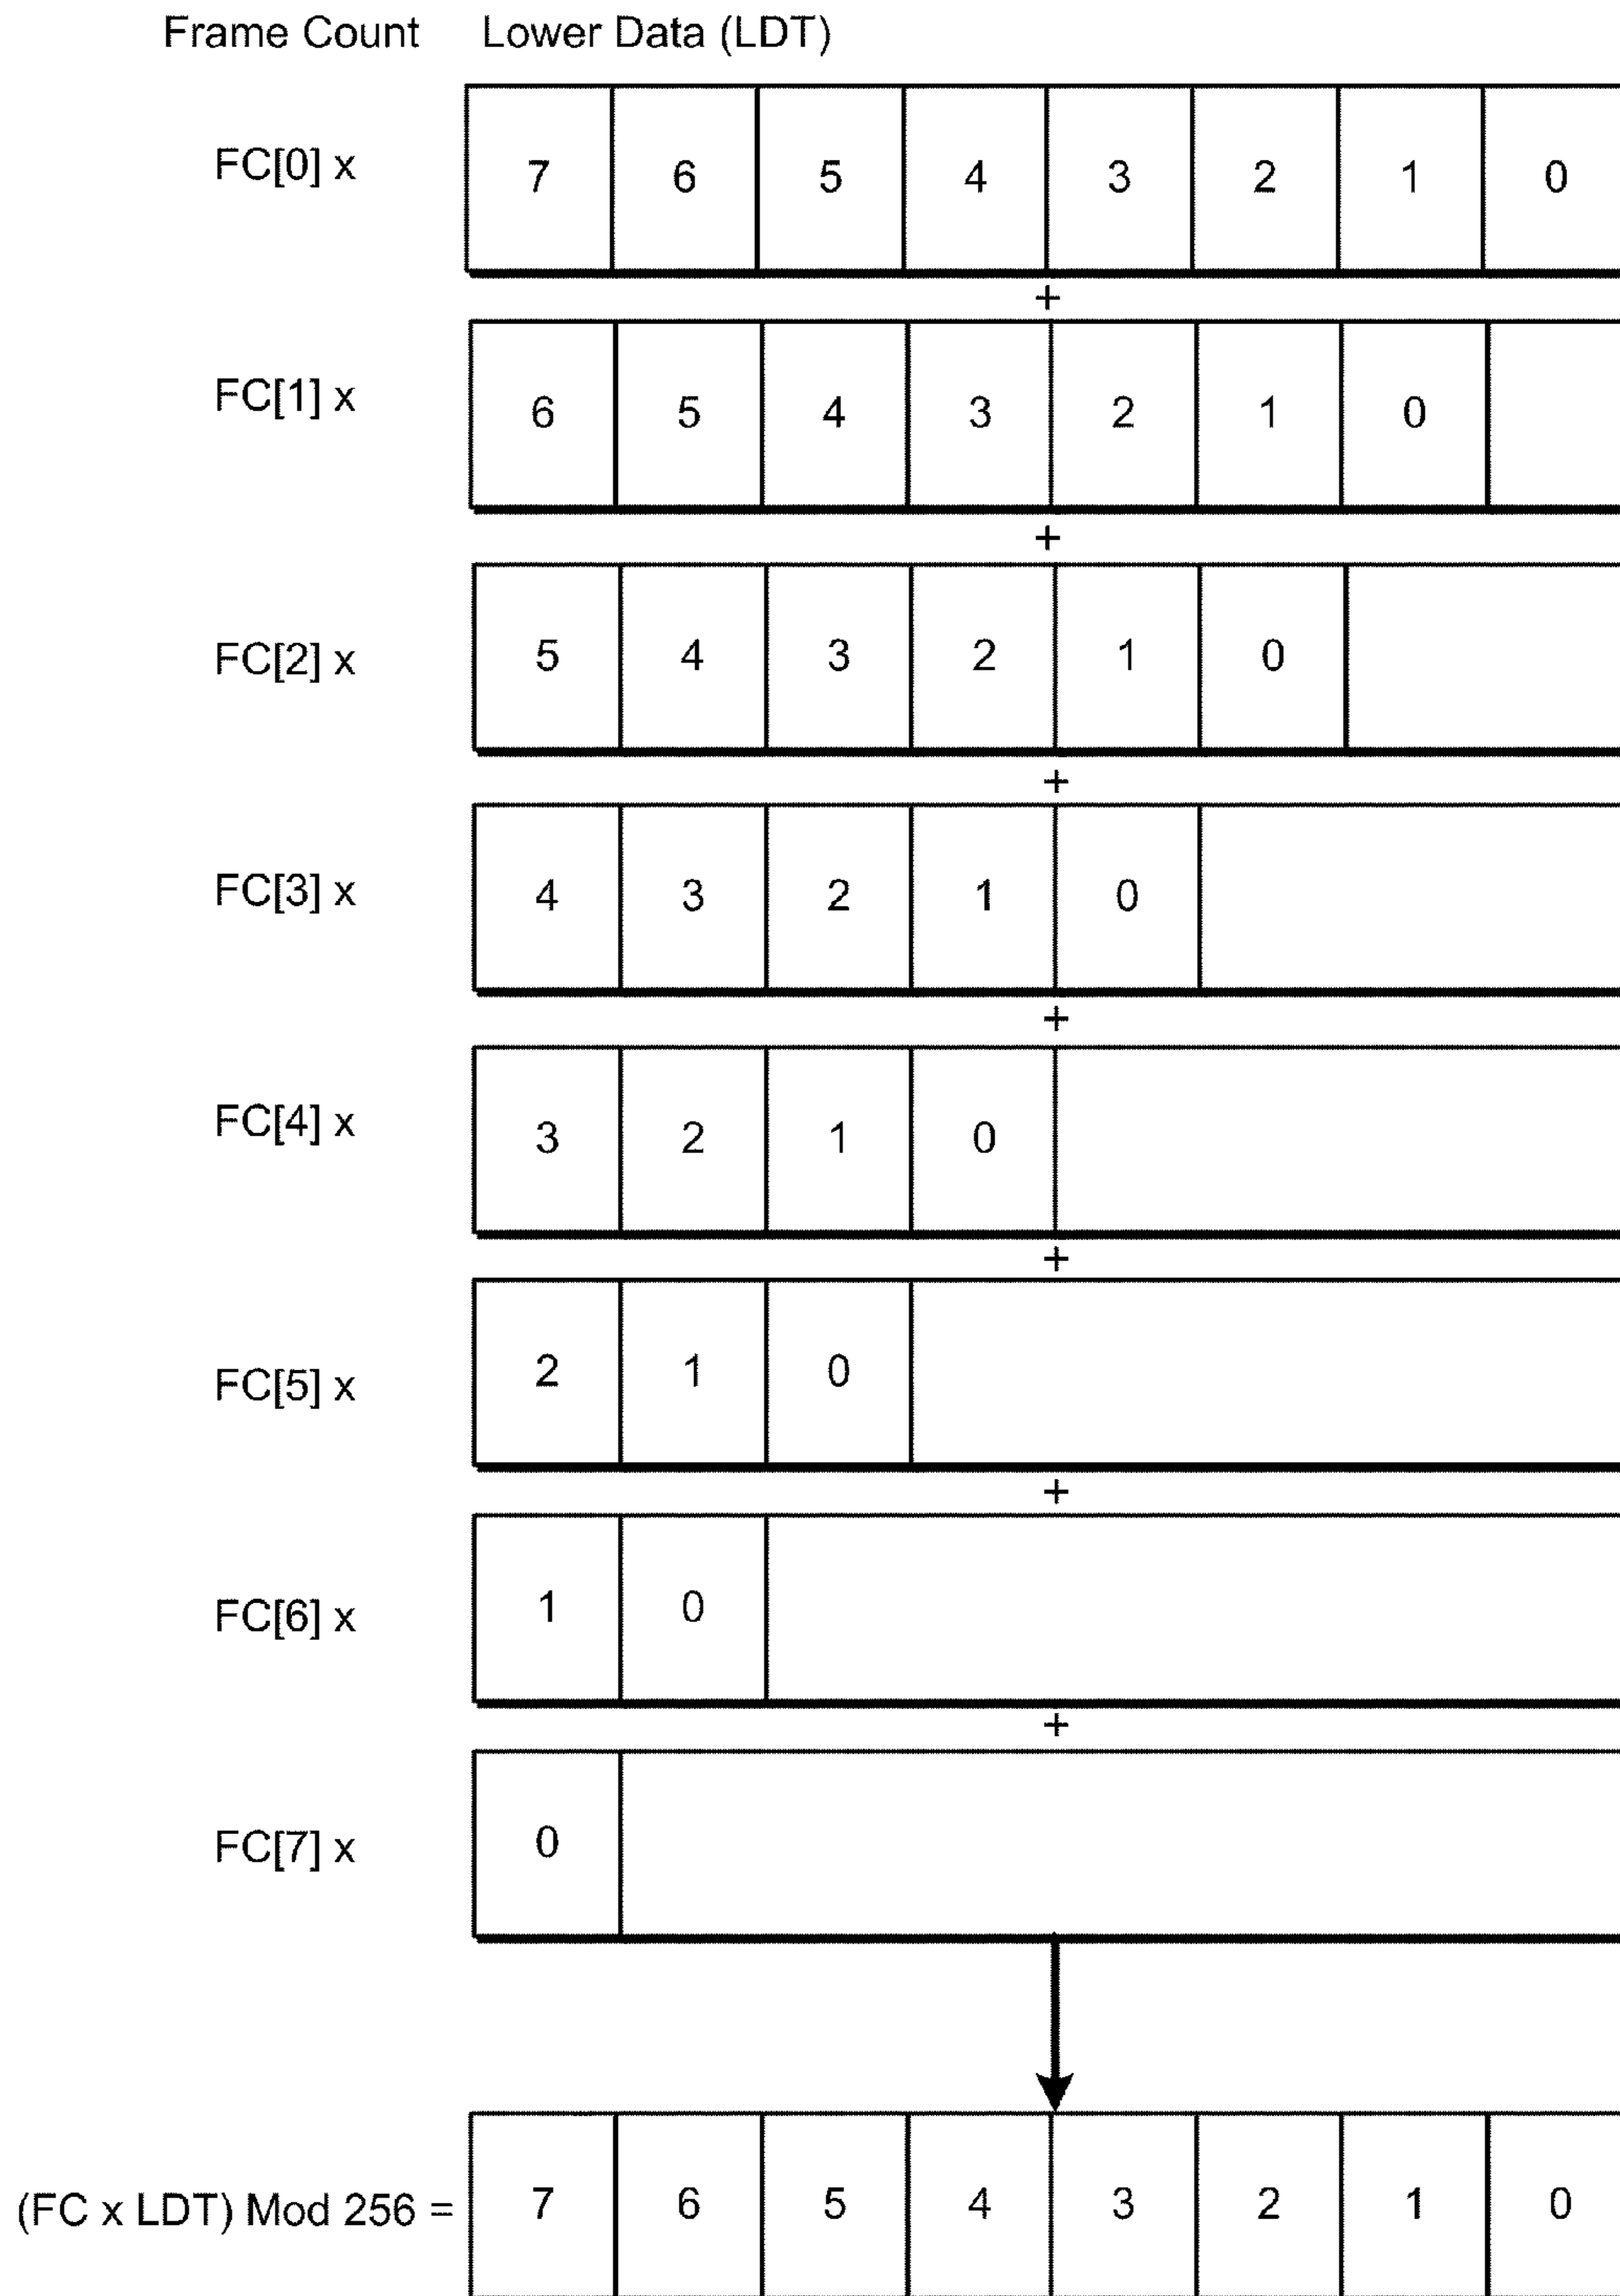 Frame Count Lower Data (LDT)
FC[0] x 7 6 5 4 3 2 1 0
+
FC[1] x 6 5 4 3 2 1 0
+
FC[2] x 5 4 3 2 1 0
+
FC[3] x 4 3 2 1 0
+
FC[4] x 3 2 1 0
+
FC[5] x 2 1 0
+
FC[6] x 1 0
+
FC[7] x 0
(FC x LDT) Mod 256 = 7 6 5 4 3 2 1 0